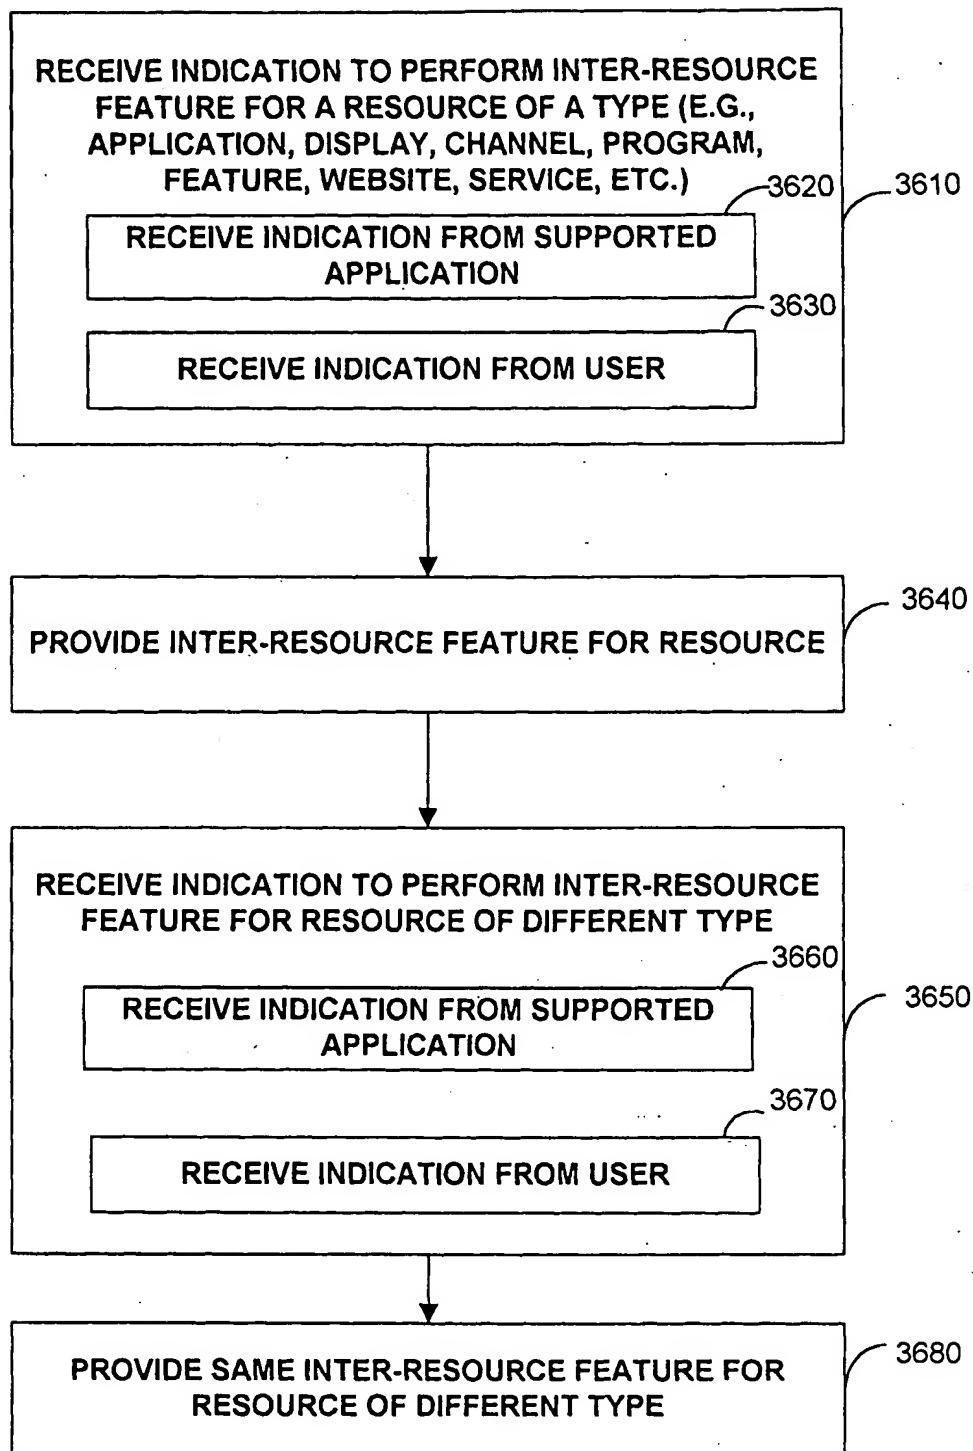 RECEIVE INDICATION TO PERFORM INTER-RESOURCE
FEATURE FOR A RESOURCE OF A TYPE (E.G.,
APPLICATION, DISPLAY, CHANNEL, PROGRAM,
FEATURE, WEBSITE, SERVICE, ETC.)
3620
3610
RECEIVE INDICATION FROM SUPPORTED
APPLICATION
3630
RECEIVE INDICATION FROM USER
3640
PROVIDE INTER-RESOURCE FEATURE FOR RESOURCE
RECEIVE INDICATION TO PERFORM INTER-RESOURCE
FEATURE FOR RESOURCE OF DIFFERENT TYPE
3660
3650
RECEIVE INDICATION FROM SUPPORTED
APPLICATION
3670
RECEIVE INDICATION FROM USER
3680
PROVIDE SAME INTER-RESOURCE FEATURE FOR
RESOURCE OF DIFFERENT TYPE